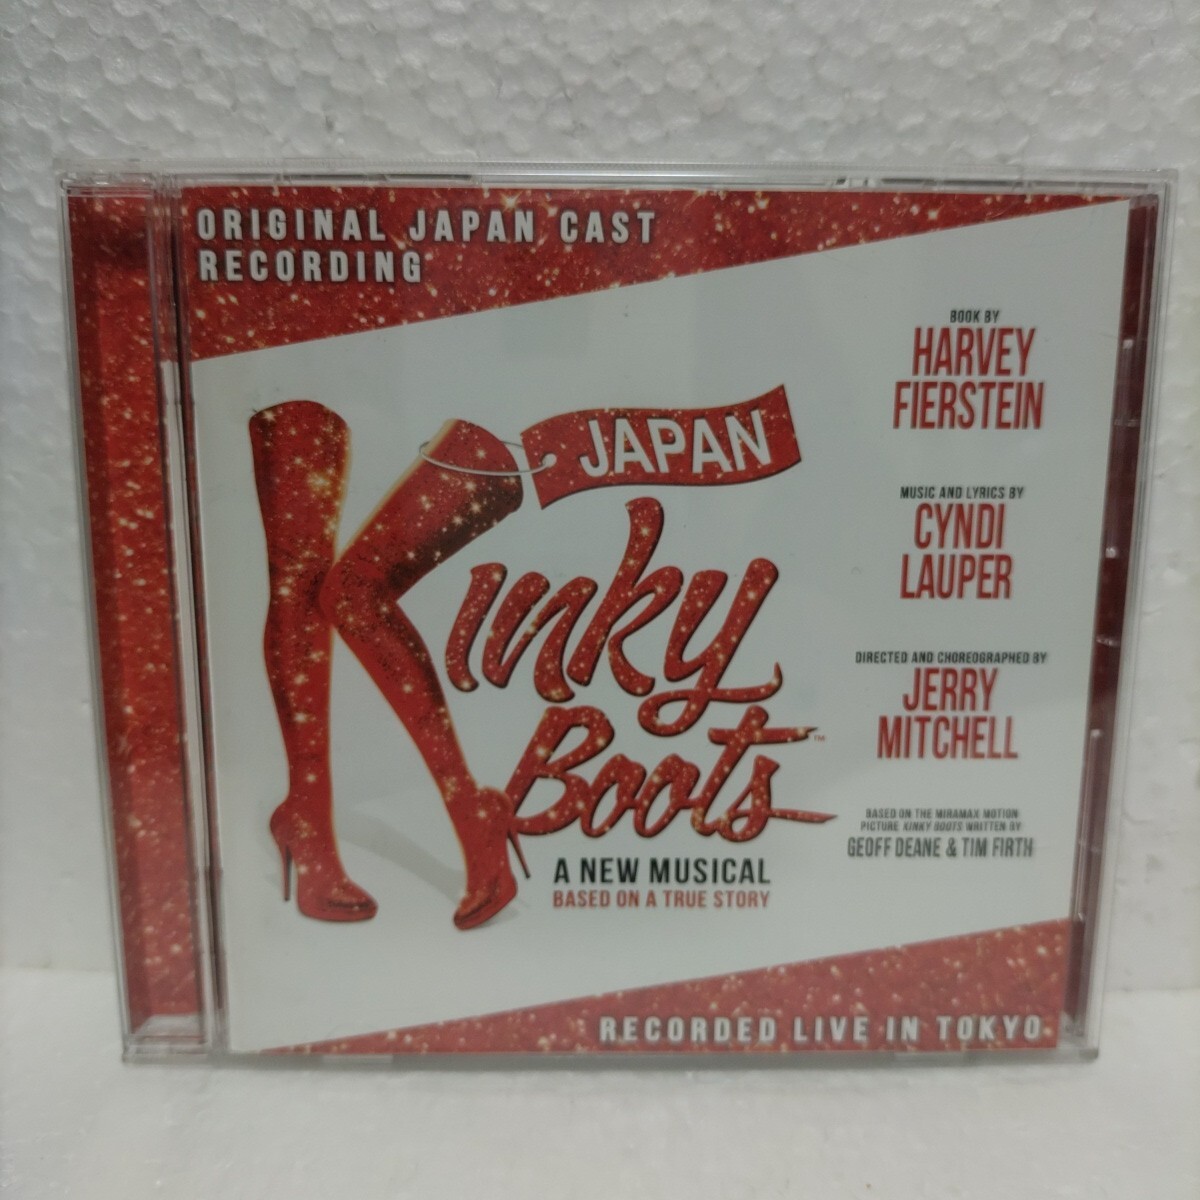 ORIGINAL JAPAN CAST
RECORDING
JAPAN
Kinky
Boots™
A NEW MUSICAL
BASED ON A TRUE STORY
BOOK BY
HARVEY
FIERSTEIN
MUSIC AND LYRICS BY
CYNDI
LAUPER
DIRECTED AND CHOREOGRAPHED BY
JERRY
MITCHELL
BASED ON THE MIRAMAX MOTION
PICTURE KINKY BOOTS WRITTEN BY
GEOFF DEANE & TIM FIRTH
RECORDED LIVE IN TOKYO